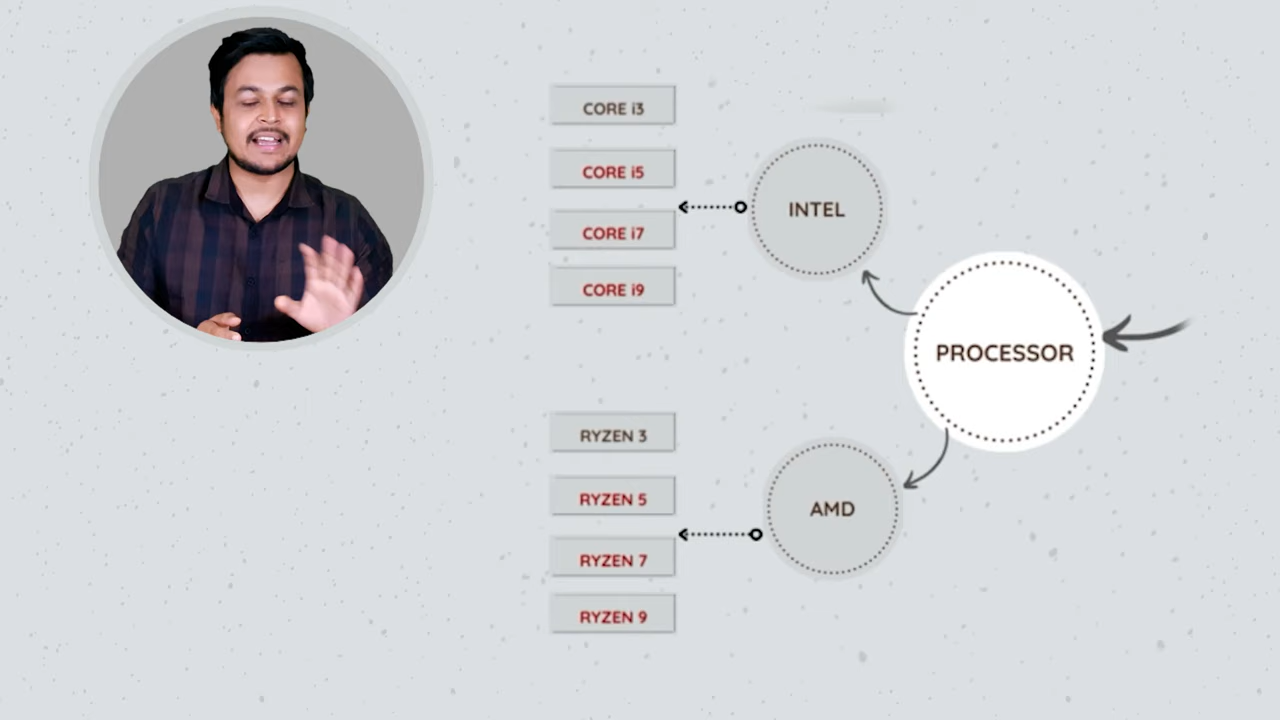 CORE i3
CORE i5
CORE i7
CORE i9
INTEL
PROCESSOR
RYZEN 3
RYZEN 5
RYZEN 7
RYZEN 9
AMD